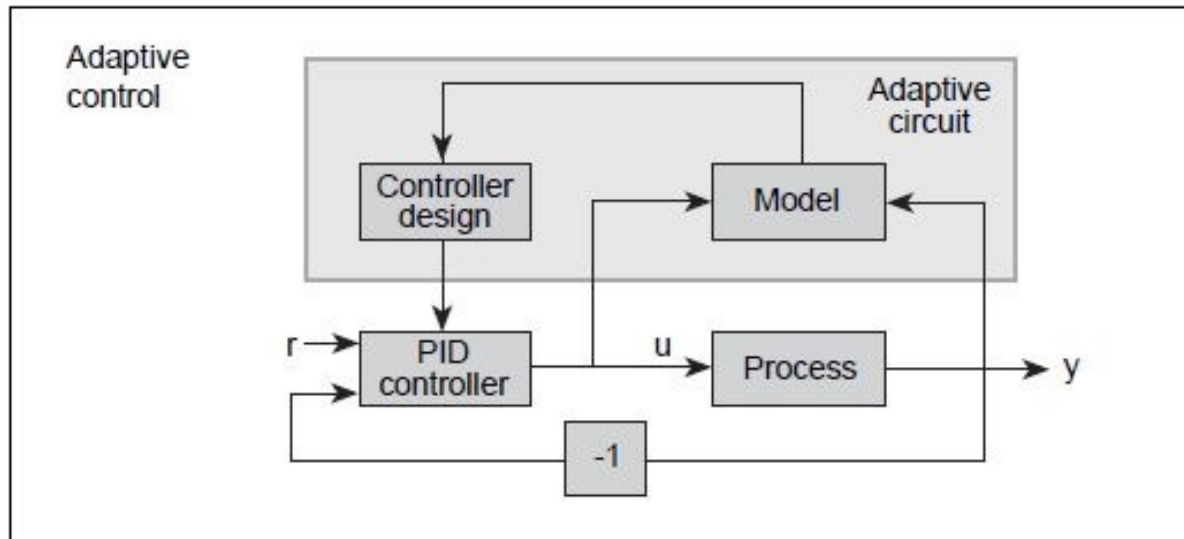 Adaptive
control
Adaptive
circuit
Controller
design
Model
r
PID
controller
u
Process
y
-1